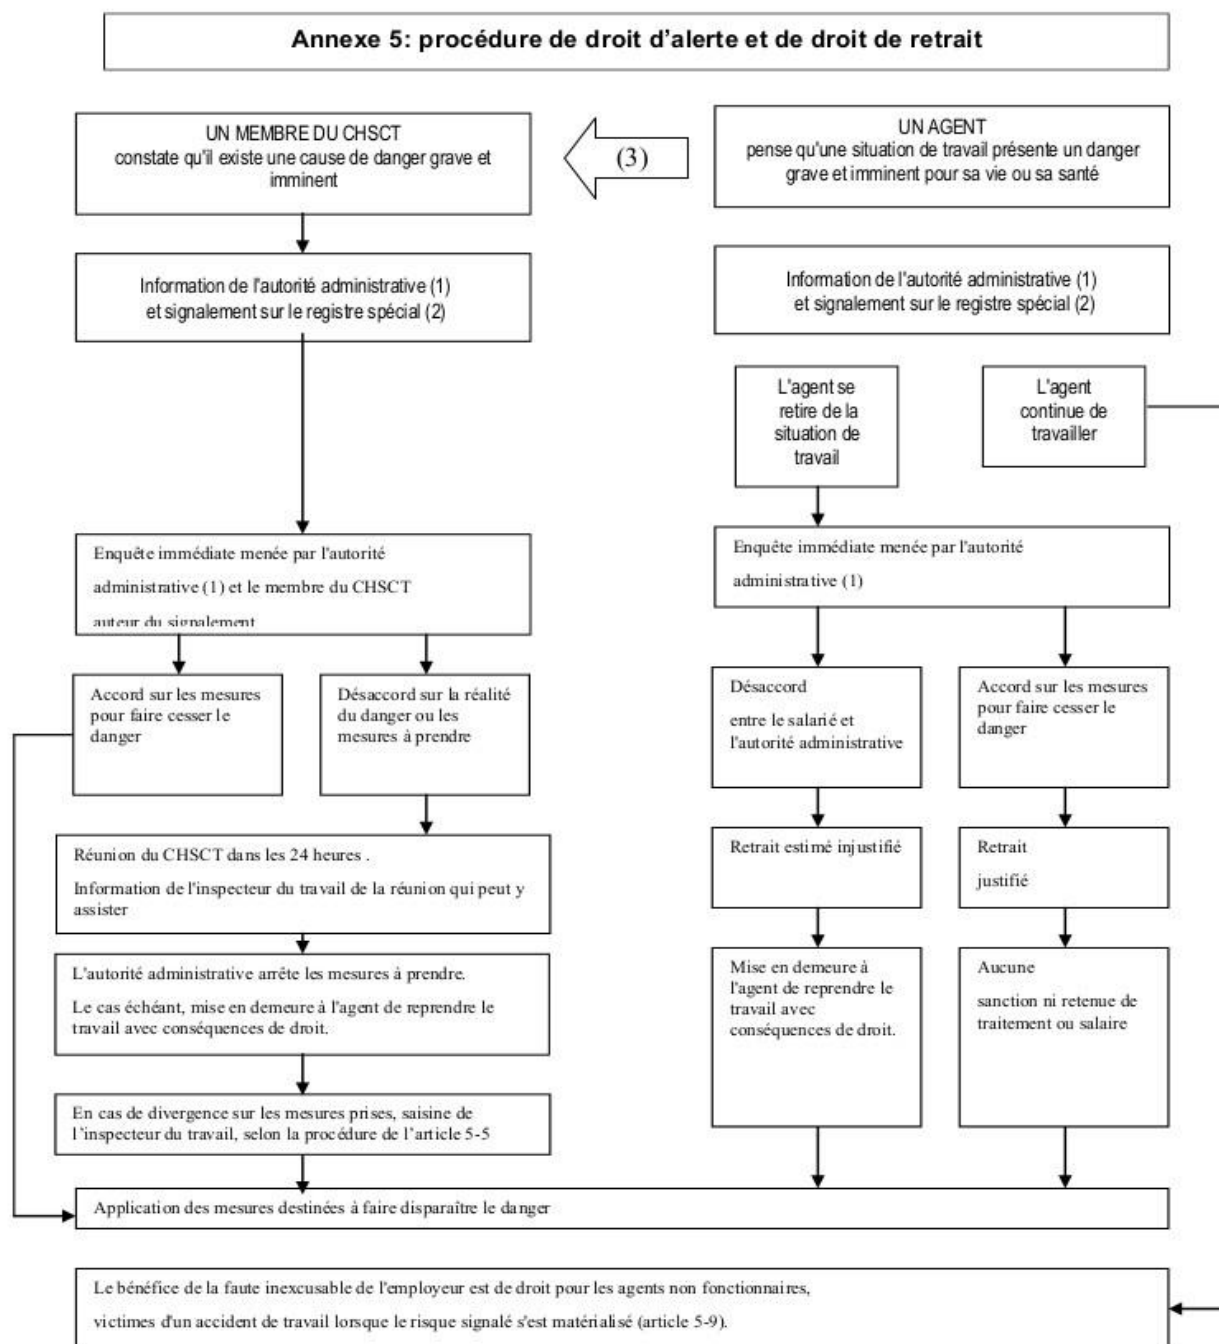 Annexe 5: procédure de droit d'alerte et de droit de retrait
UN MEMBRE DU CHSCT
constate qu'il existe une cause de danger grave et
imminent
(3)
UN AGENT
pense qu'une situation de travail présente un danger
grave et imminent pour sa vie ou sa santé
Information de l'autorité administrative (1)
et signalement sur le registre spécial (2)
Information de l'autorité administrative (1)
et signalement sur le registre spécial (2)
L'agent se
retire de la
situation de
travail
L'agent
continue de
travailler
Enquête immédiate menée par l'autorité
administrative (1) et le membre du CHSCT
auteur du signalement
Enquête immédiate menée par l'autorité
administrative (1)
Accord sur les mesures
pour faire cesser le
danger
Désaccord sur la réalité
du danger ou les
mesures à prendre
Désaccord
entre le salarié et
l'autorité administrative
Accord sur les mesures
pour faire cesser le
danger
Réunion du CHSCT dans les 24 heures .
Information de l'inspecteur du travail de la réunion qui peut y
assister
Retrait estimé injustifié
Retrait
justifié
L'autorité administrative arrête les mesures à prendre.
Le cas échéant, mise en demeure à l'agent de reprendre le
travail avec conséquences de droit.
Mise en demeure à
l'agent de reprendre le
travail avec
conséquences de droit.
Aucune
sanction ni retenue de
traitement ou salaire
En cas de divergence sur les mesures prises, saisine de
l'inspecteur du travail, selon la procédure de l'article 5-5
Application des mesures destinées à faire disparaître le danger
Le bénéfice de la faute inexcusable de l'employeur est de droit pour les agents non fonctionnaires,
victimes d'un accident de travail lorsque le risque signalé s'est matérialisé (article 5-9).